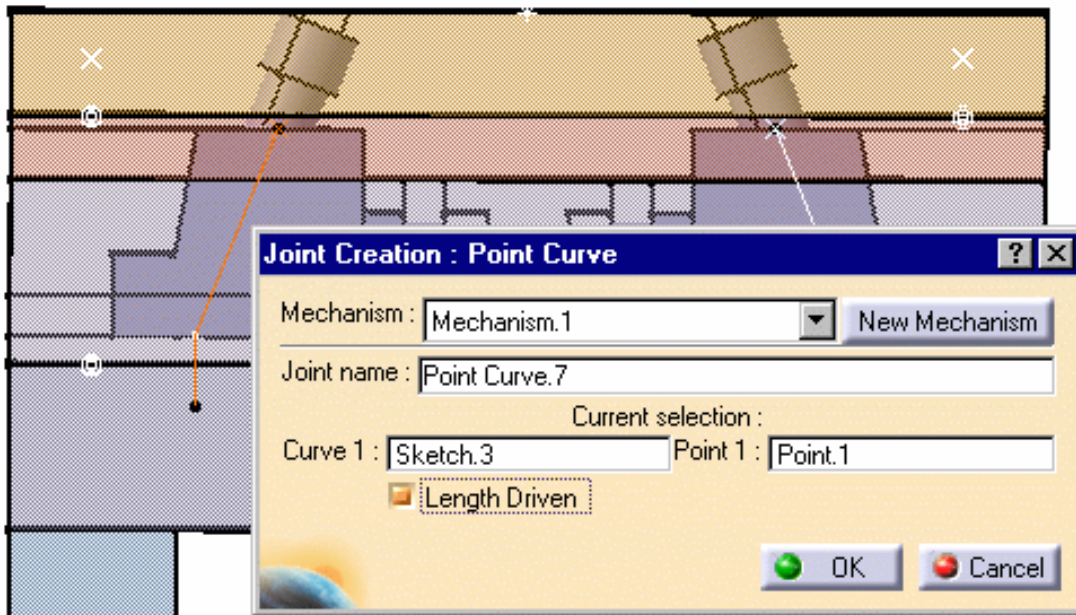 Joint Creation : Point Curve
Mechanism : Mechanism.1 New Mechanism
Joint name : Point Curve.7
Current selection :
Curve 1 : Sketch.3 Point 1 : Point.1
Length Driven
OK Cancel